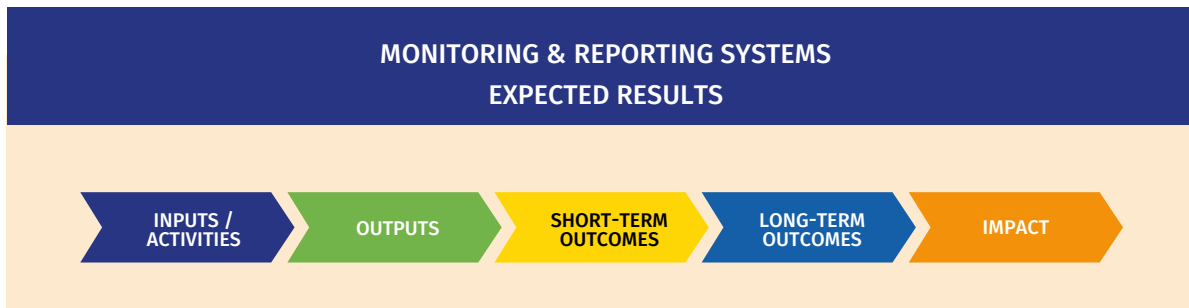 MONITORING & REPORTING SYSTEMS
EXPECTED RESULTS
INPUTS /
ACTIVITIES
OUTPUTS
SHORT-TERM
OUTCOMES
LONG-TERM
OUTCOMES
IMPACT